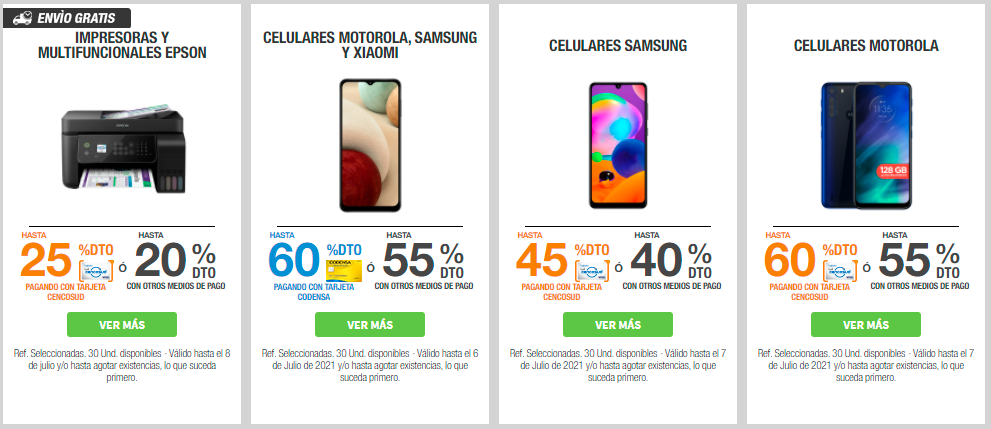 ENVÌO GRATIS
IMPRESORAS Y
MULTIFUNCIONALES EPSON
HASTA
25 %DTO
ó
HASTA
20 % DTO
PAGANDO CON TARJETA
CENCOSUD
CON OTROS MEDIOS DE PAGO
VER MÁS
Ref. Seleccionadas. 30 Und. disponibles - Válido hasta el 8
de julio y/o hasta agotar existencias, lo que suceda
primero.
CELULARES MOTOROLA, SAMSUNG
Y XIAOMI
HASTA
60 %DTO
CODENSA
ó
HASTA
55 % DTO
PAGANDO CON TARJETA
CODENSA
CON OTROS MEDIOS DE PAGO
VER MÁS
Ref. Seleccionadas. 30 Und. disponibles - Válido hasta el 6
de Julio de 2021 y/o hasta agotar existencias, lo que
suceda primero.
CELULARES SAMSUNG
HASTA
45 %DTO
ó
HASTA
40 % DTO
PAGANDO CON TARJETA
CENCOSUD
CON OTROS MEDIOS DE PAGO
VER MÁS
Ref. Seleccionadas. 30 Und. disponibles - Válido hasta el 7
de Julio de 2021 y/o hasta agotar existencias, lo que
suceda primero.
CELULARES MOTOROLA
11:35
128 GB
HASTA
60 %DTO
ó
HASTA
55 % DTO
PAGANDO CON TARJETA
CENCOSUD
CON OTROS MEDIOS DE PAGO
VER MÁS
Ref. Seleccionadas. 30 Und. disponibles - Válido hasta el 7
de Julio de 2021 y/o hasta agotar existencias, lo que
suceda primero.